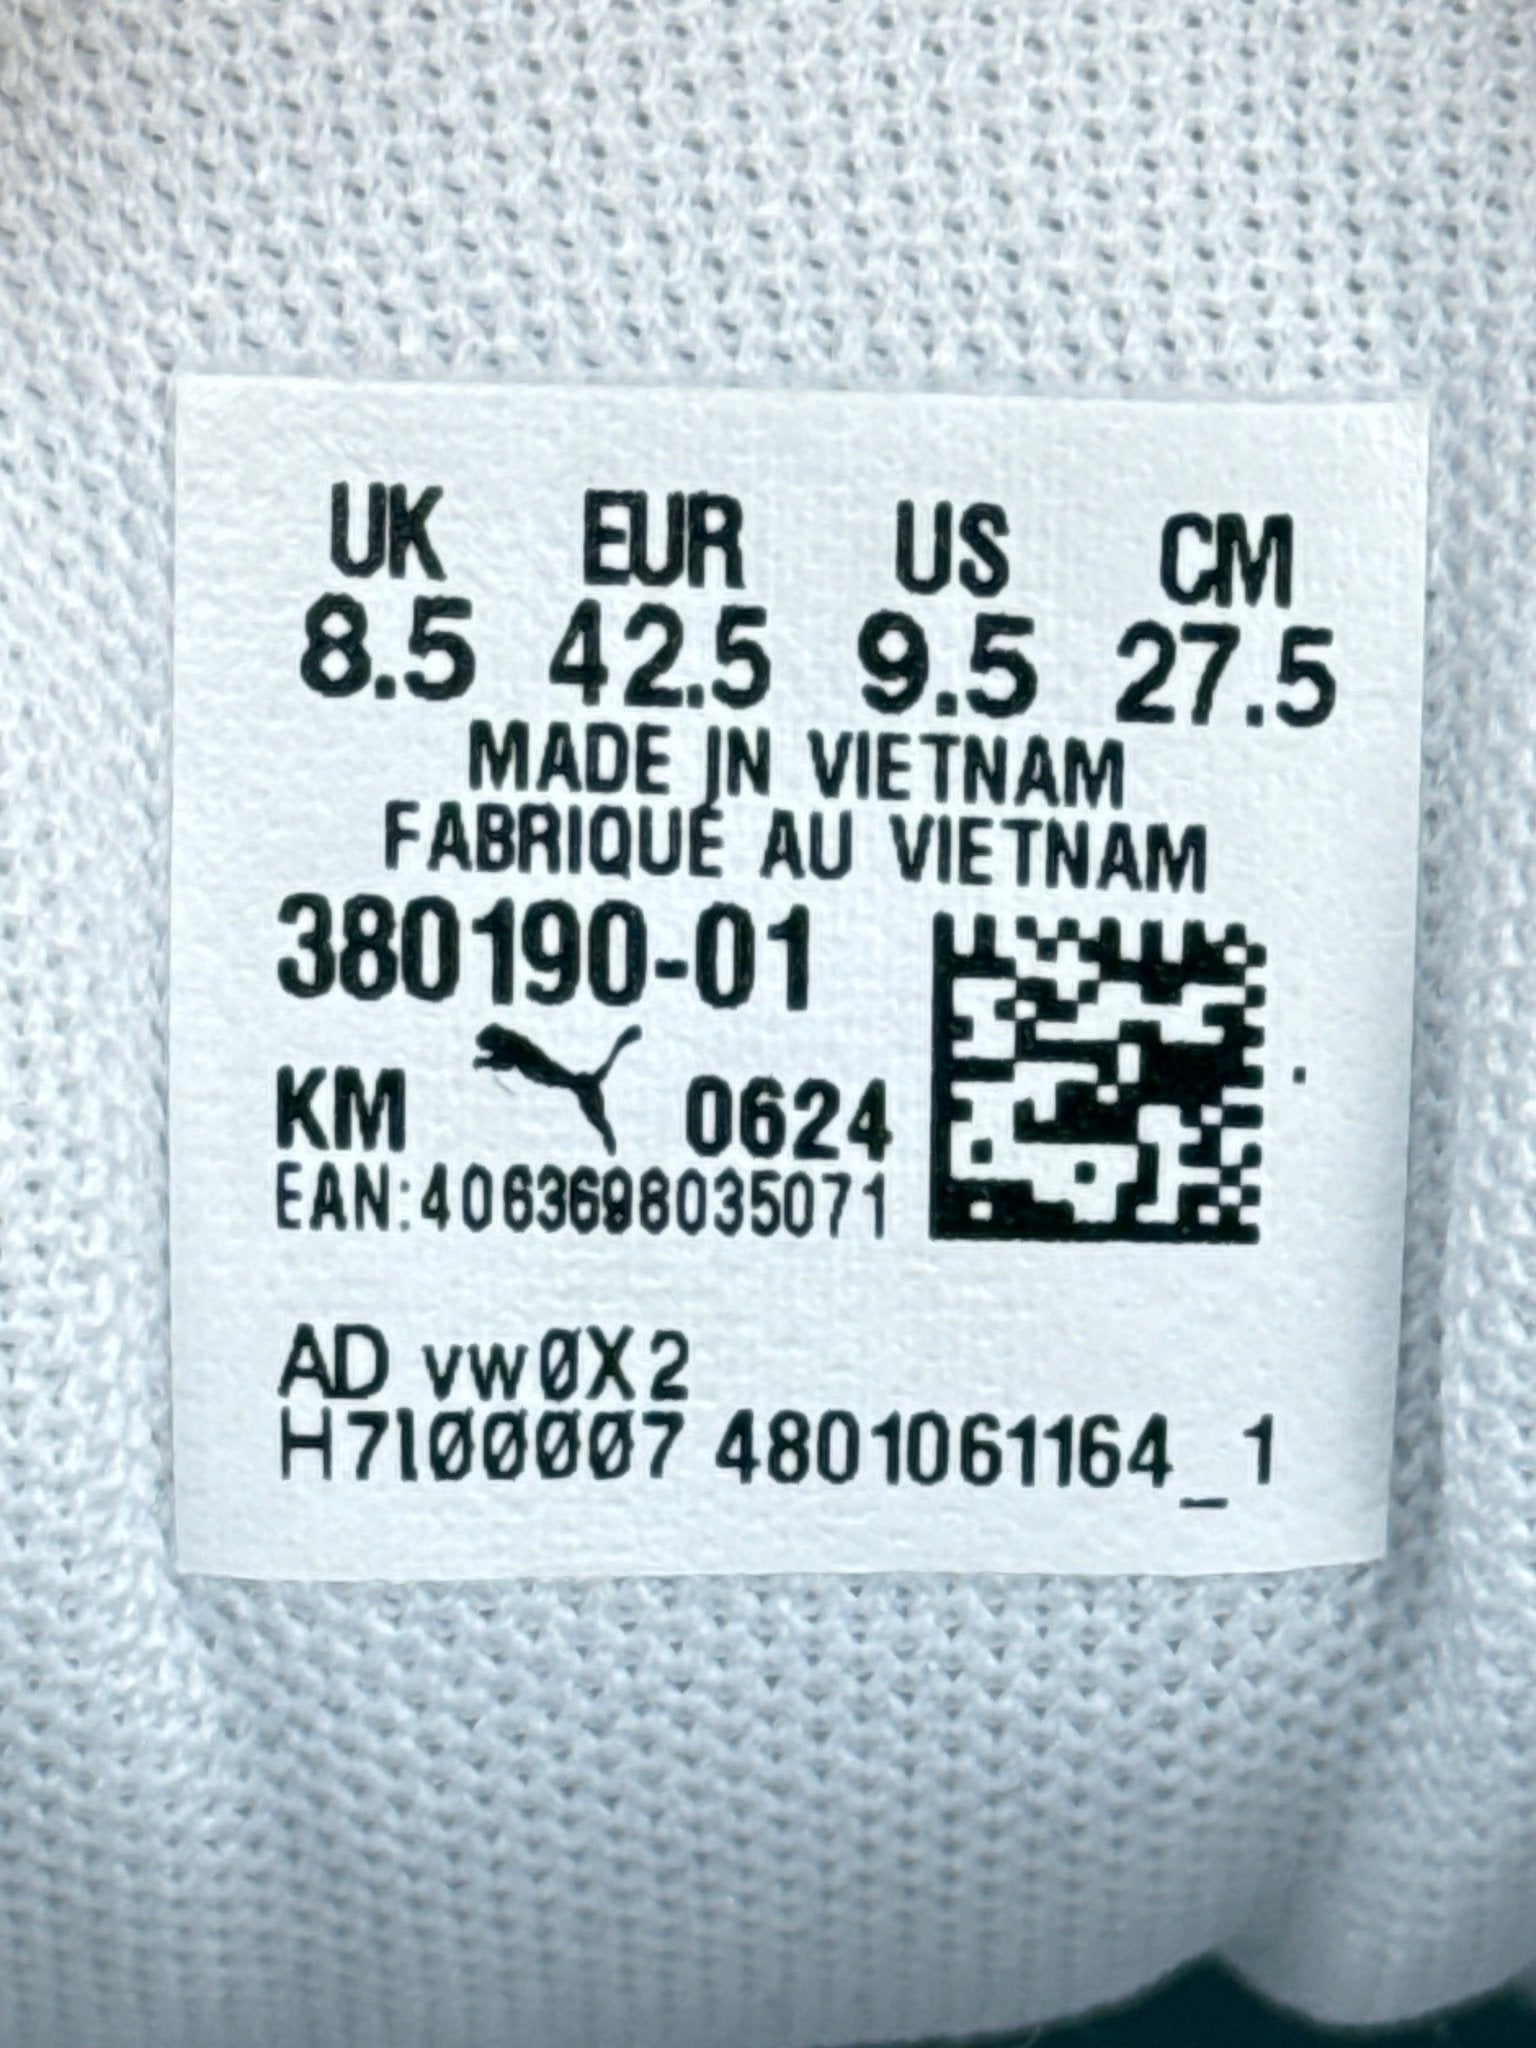 UK EUR US CM
8.5 42.5 9.5 27.5
MADE IN VIETNAM
FABRIQUE AU VIETNAM
380190-01
KM 0624
EAN:4063698035071
AD vw0X2
H7l00007 4801061164_1